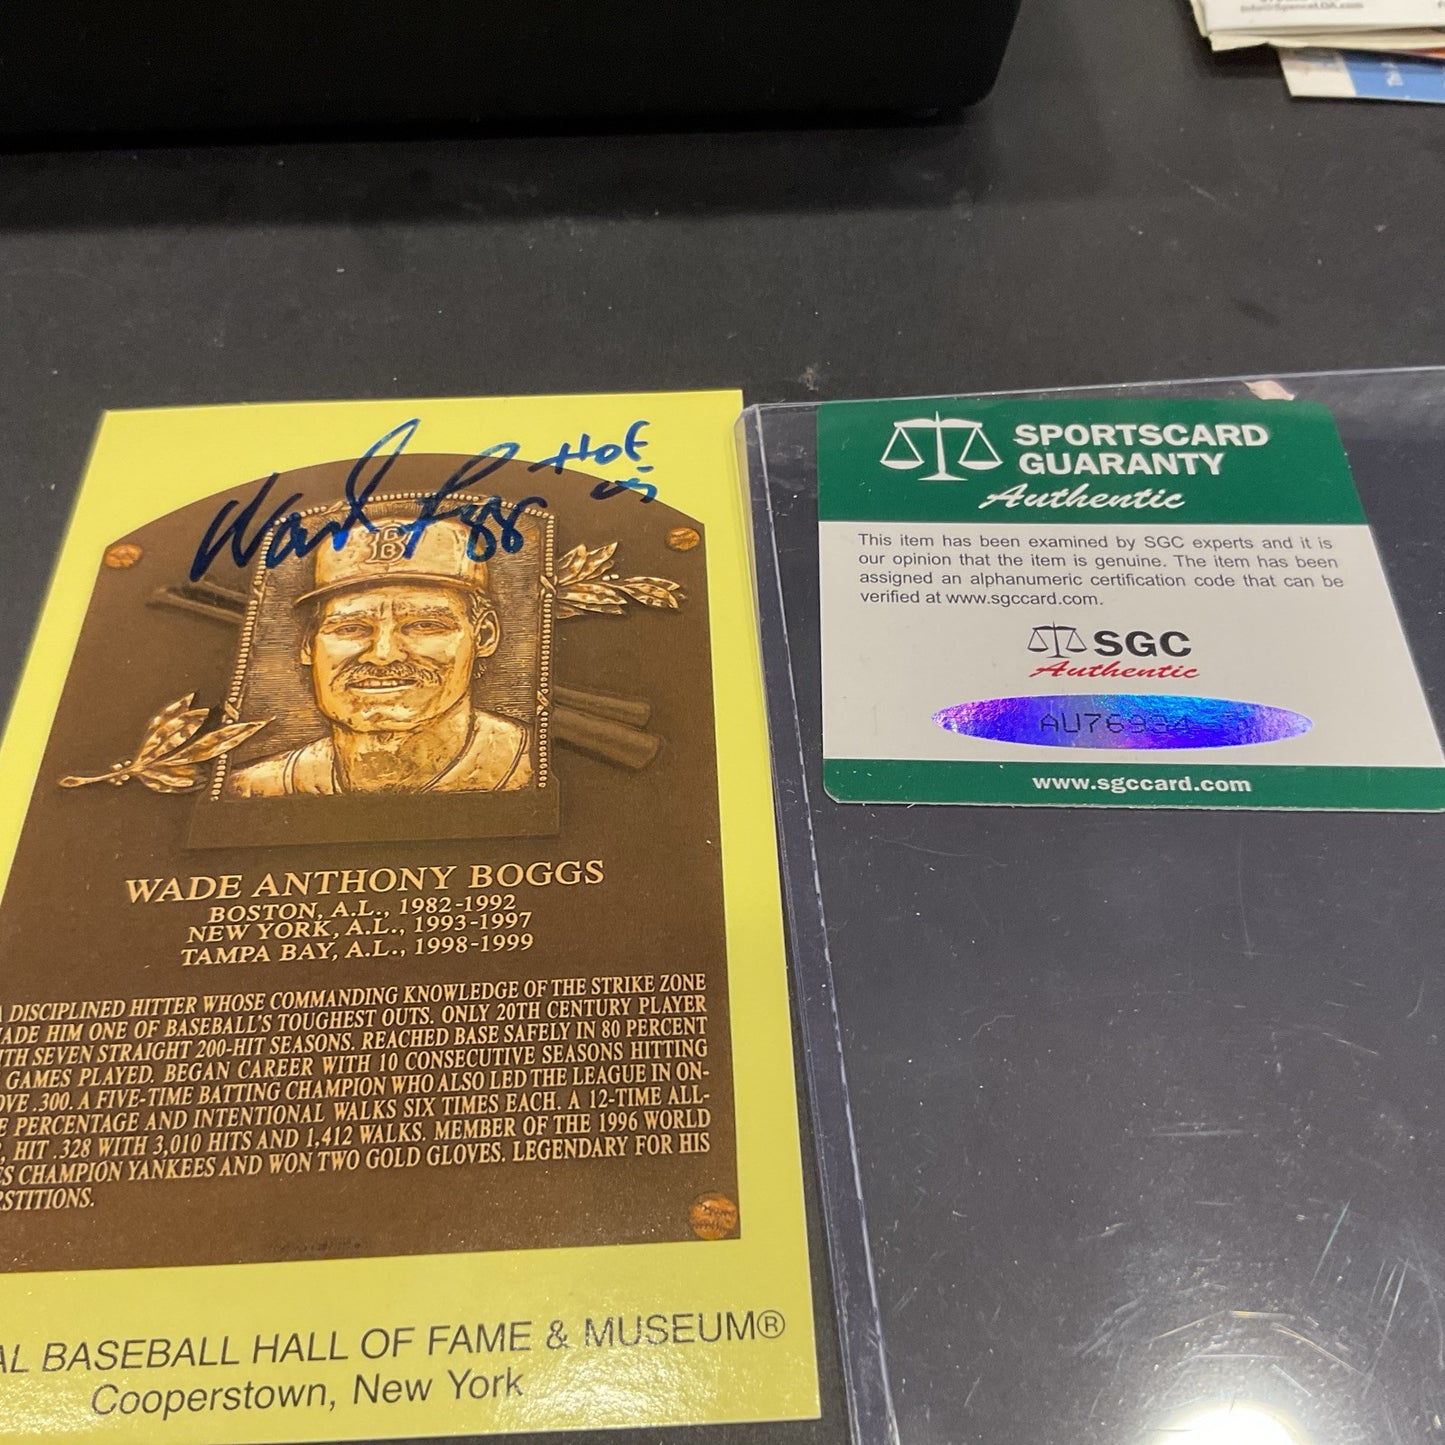 Wade Boggs HOF
05
B
WADE ANTHONY BOGGS
BOSTON, A.L., 1982-1992
NEW YORK, A.L., 1993-1997
TAMPA BAY, A.L., 1998-1999
A DISCIPLINED HITTER WHOSE COMMANDING KNOWLEDGE OF THE STRIKE ZONE
ADE HIM ONE OF BASEBALL'S TOUGHEST OUTS. ONLY 20TH CENTURY PLAYER
ITH SEVEN STRAIGHT 200-HIT SEASONS. REACHED BASE SAFELY IN 80 PERCENT
GAMES PLAYED. BEGAN CAREER WITH 10 CONSECUTIVE SEASONS HITTING
OVE .300. A FIVE-TIME BATTING CHAMPION WHO ALSO LED THE LEAGUE IN ON-
E PERCENTAGE AND INTENTIONAL WALKS SIX TIMES EACH. A 12-TIME ALL-
, HIT .328 WITH 3,010 HITS AND 1,412 WALKS. MEMBER OF THE 1996 WORLD
ES CHAMPION YANKEES AND WON TWO GOLD GLOVES. LEGENDARY FOR HIS
RSTITIONS.
AL BASEBALL HALL OF FAME & MUSEUM®
Cooperstown, New York
SPORTSCARD
GUARANTY
Authentic
This item has been examined by SGC experts and it is
our opinion that the item is genuine. The item has been
assigned an alphanumeric certification code that can be
verified at www.sgccard.com.
SGC
Authentic
www.sgccard.com